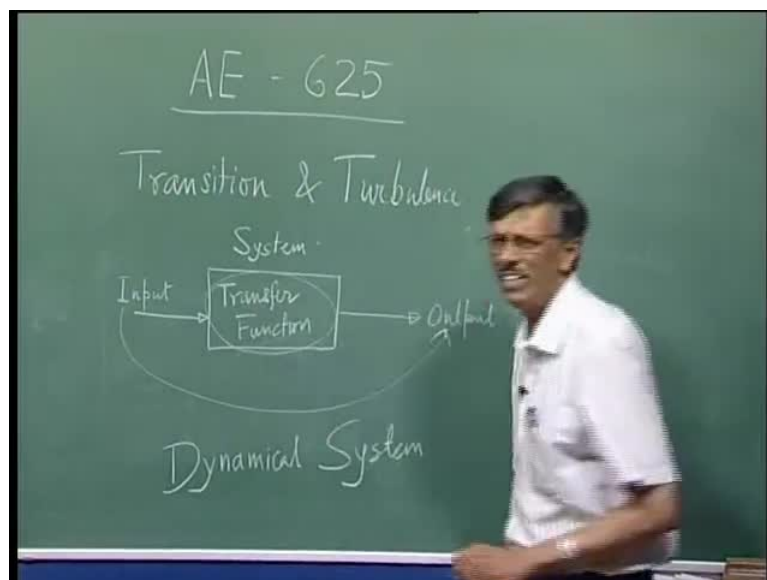 AE - 625
Transition & Turbulence
System
Input
Transfer
Function
Output
Dynamical System